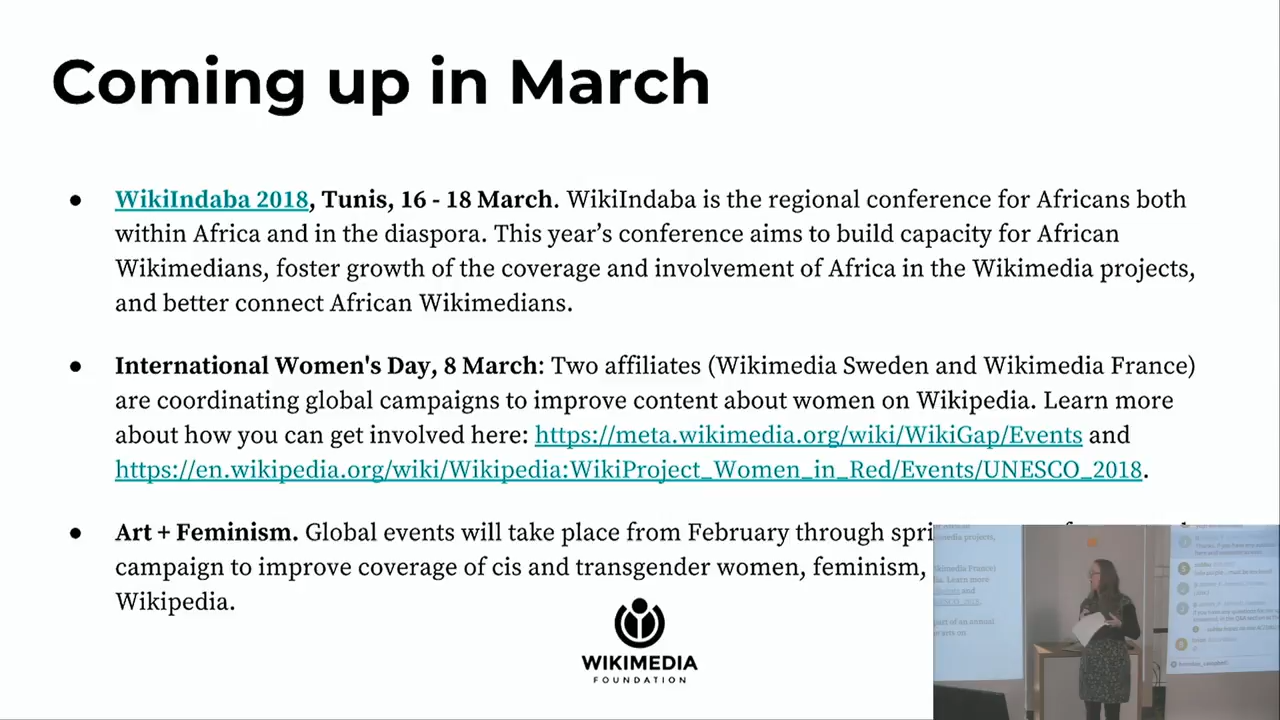 Coming up in March
● WikiIndaba 2018, Tunis, 16 - 18 March. WikiIndaba is the regional conference for Africans both
within Africa and in the diaspora. This year’s conference aims to build capacity for African
Wikimedians, foster growth of the coverage and involvement of Africa in the Wikimedia projects,
and better connect African Wikimedians.
● International Women's Day, 8 March: Two affiliates (Wikimedia Sweden and Wikimedia France)
are coordinating global campaigns to improve content about women on Wikipedia. Learn more
about how you can get involved here: https://meta.wikimedia.org/wiki/WikiGap/Events and
https://en.wikipedia.org/wiki/Wikipedia:WikiProject_Women_in_Red/Events/UNESCO_2018.
● Art + Feminism. Global events will take place from February through spri
campaign to improve coverage of cis and transgender women, feminism,
Wikipedia.
WIKIMEDIA
FOUNDATION